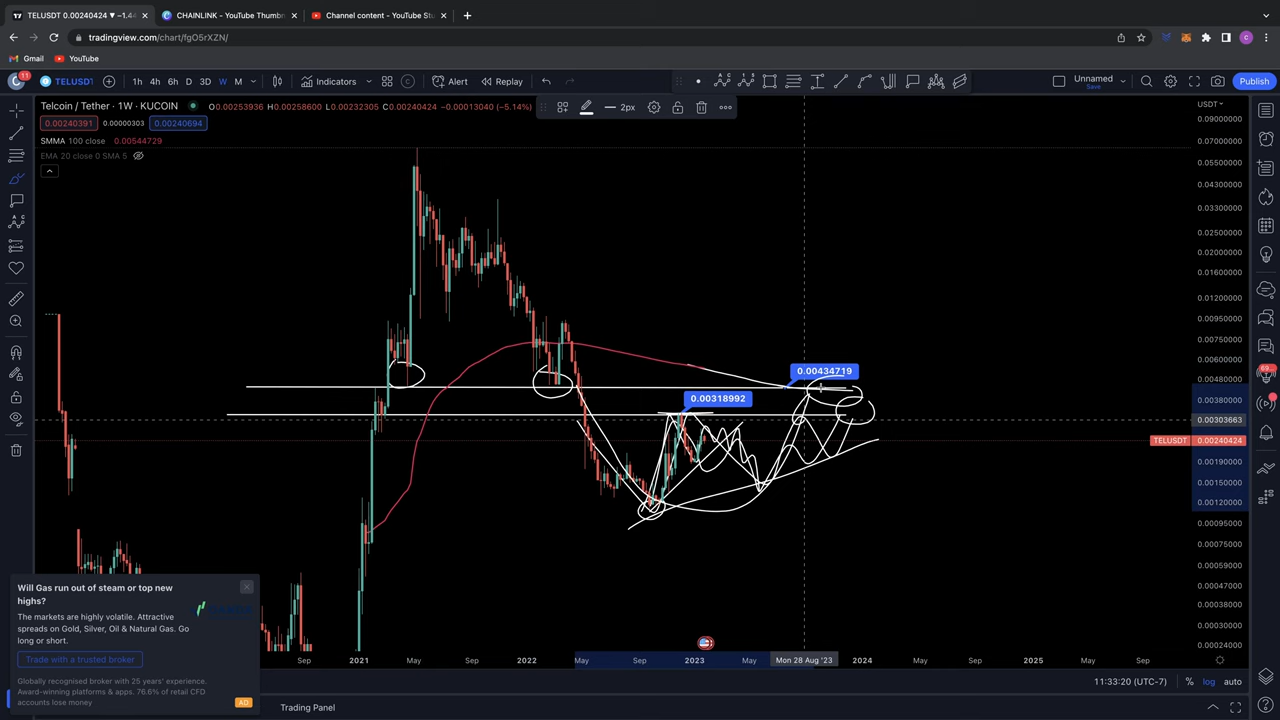 TELUSDT 0.00240424 ▼ −1.44
CHAINLINK - YouTube Thumbn
Channel content - YouTube Stu
tradingview.com/chart/fgO5rXZN/
Gmail
YouTube
11
TELUSDT
1h 4h 6h D 3D W M
Indicators
Alert
Replay
Unnamed
Save
Publish
Telcoin / Tether · 1W · KUCOIN
O0.00253936 H0.00258600 L0.00232305 C0.00240424 −0.00013040 (−5.14%)
2px
USDT
0.00240391
0.00000303
0.00240694
SMMA 100 close 0.00544729
EMA 20 close 0 SMA 5
0.09000000
0.07000000
0.05500000
0.04300000
0.03300000
0.02500000
0.02000000
0.01600000
0.01200000
0.00950000
0.00750000
0.00600000
0.00480000
0.00380000
0.00303663
TELUSDT
0.00240424
0.00190000
0.00150000
0.00120000
0.00095000
0.00075000
0.00059000
0.00047000
0.00038000
0.00030000
0.00024000
0.00434719
0.00318992
Will Gas run out of steam or top new
highs?
The markets are highly volatile. Attractive
spreads on Gold, Silver, Oil & Natural Gas. Go
long or short.
Trade with a trusted broker
Globally recognised broker with 25 years' experience.
Award-winning platforms & apps. 76.6% of retail CFD
accounts lose money
AD
Sep 2021 May Sep 2022 May Sep 2023 May Mon 28 Aug '23 2024 May Sep 2025 May Sep
11:33:20 (UTC-7)
%
log
auto
Trading Panel